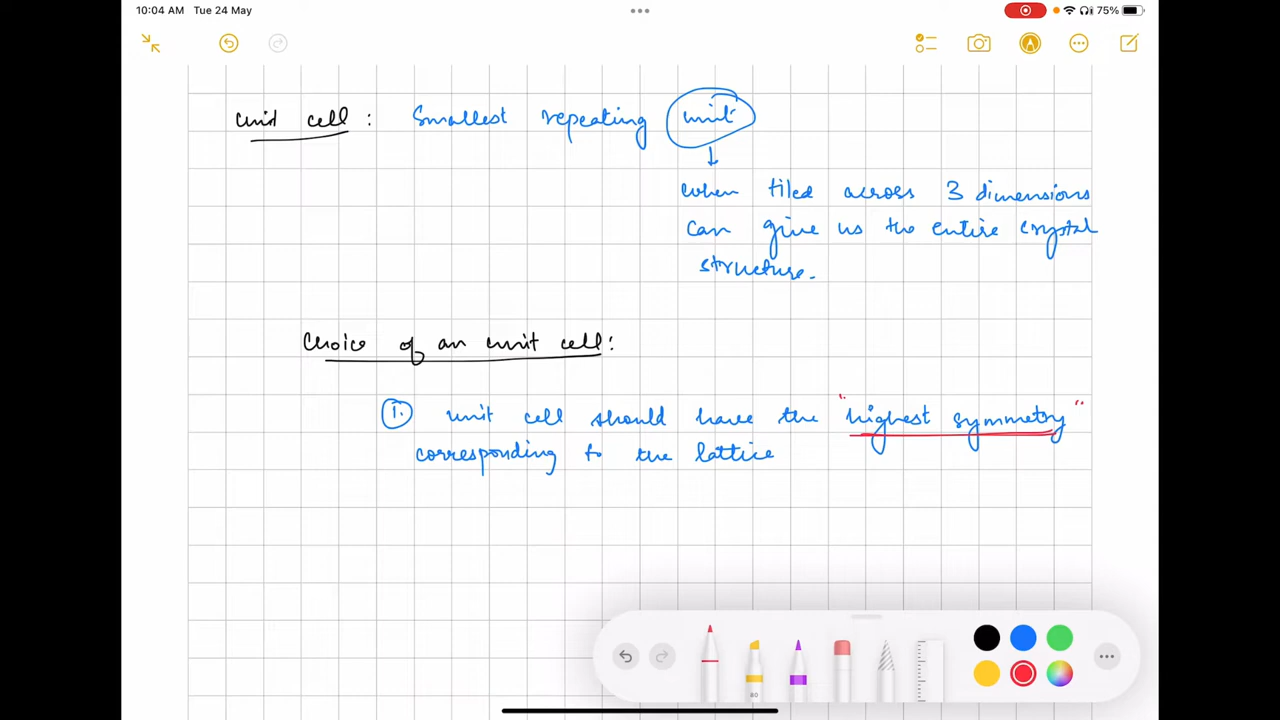 10:04 AM Tue 24 May
75%
Unit cell : Smallest repeating unit
when tiled across 3 dimensions
can give us the entire crystal
structure.
Choice of an unit cell :
1. unit cell should have the "highest symmetry"
corresponding to the lattice
80